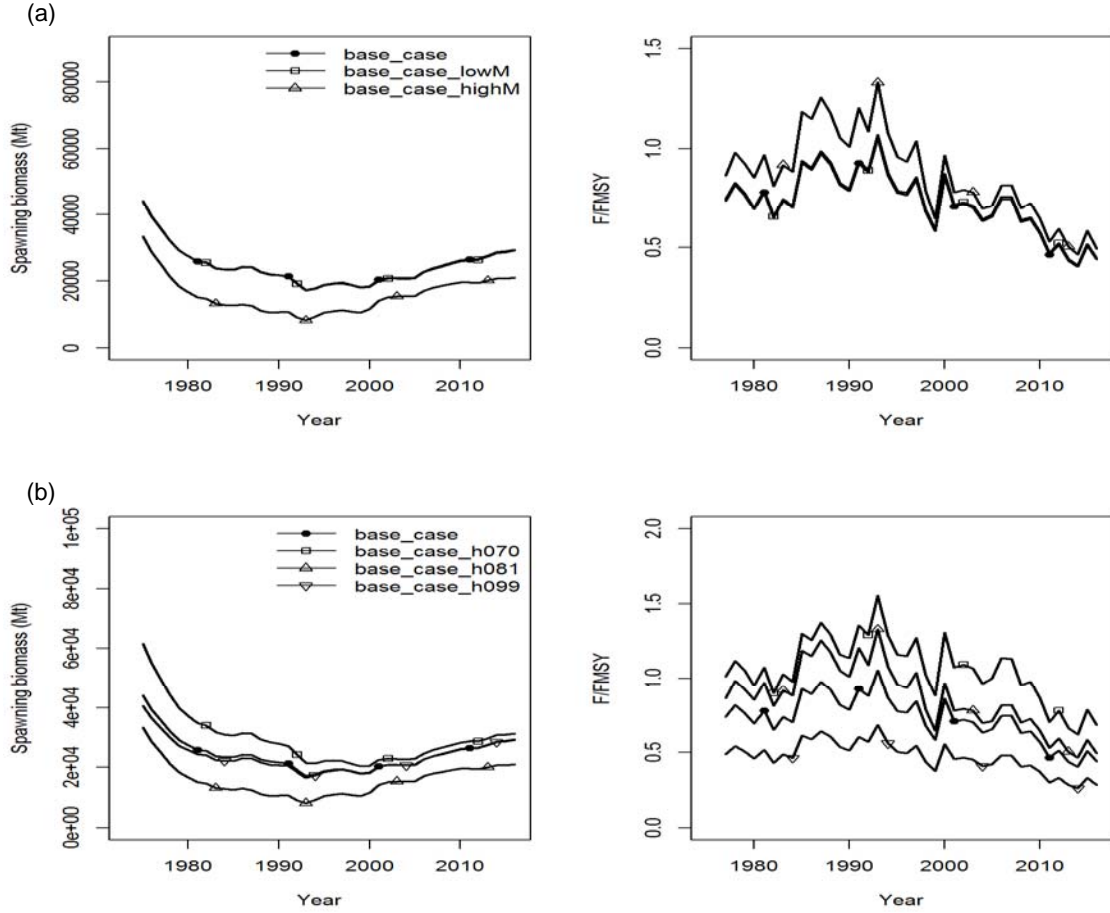 (a)
base_case
base_case_lowM
base_case_highM
Spawning biomass (Mt)
0
20000
40000
60000
80000
1980
1990
2000
2010
Year
F/FMSY
0.0
0.5
1.0
1.5
1980
1990
2000
2010
Year
(b)
base_case
base_case_h070
base_case_h081
base_case_h099
Spawning biomass (Mt)
0e+00
2e+04
4e+04
6e+04
8e+04
1e+05
1980
1990
2000
2010
Year
F/FMSY
0.0
0.5
1.0
1.5
2.0
1980
1990
2000
2010
Year